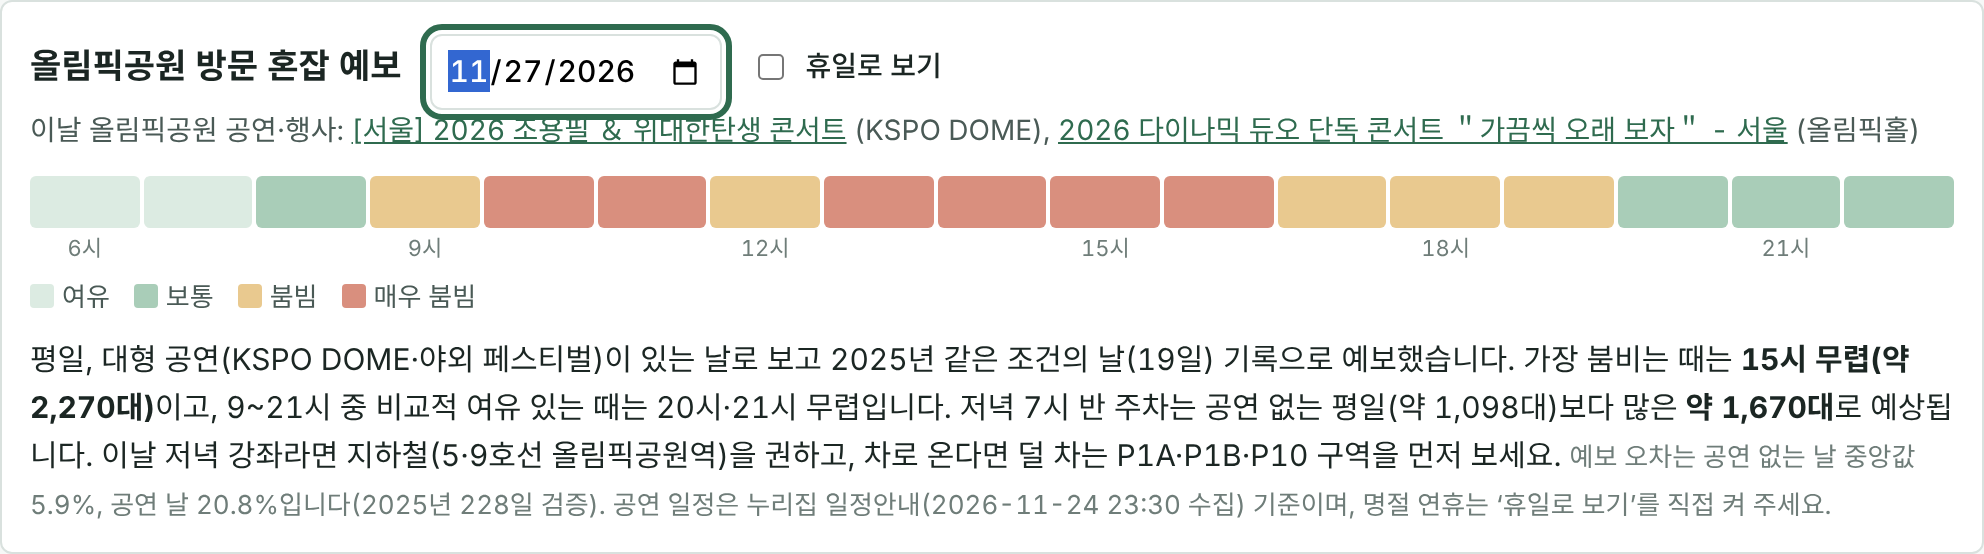 올림픽공원 방문 혼잡 예보 11/27/2026 휴일로 보기
이날 올림픽공원 공연·행사: [서울] 2026 조용필 & 위대한탄생 콘서트 (KSPO DOME), 2026 다이나믹 듀오 단독 콘서트 "가끔씩 오래 보자" - 서울 (올림픽홀)
6시 9시 12시 15시 18시 21시
여유 보통 붐빔 매우 붐빔
평일, 대형 공연(KSPO DOME·야외 페스티벌)이 있는 날로 보고 2025년 같은 조건의 날(19일) 기록으로 예보했습니다. 가장 붐비는 때는 15시 무렵(약
2,270대)이고, 9~21시 중 비교적 여유 있는 때는 20시·21시 무렵입니다. 저녁 7시 반 주차는 공연 없는 평일(약 1,098대)보다 많은 약 1,670대로 예상됩
니다. 이날 저녁 강좌라면 지하철(5·9호선 올림픽공원역)을 권하고, 차로 온다면 덜 차는 P1A·P1B·P10 구역을 먼저 보세요. 예보 오차는 공연 없는 날 중앙값
5.9%, 공연 날 20.8%입니다(2025년 228일 검증). 공연 일정은 누리집 일정안내(2026-11-24 23:30 수집) 기준이며, 명절 연휴는 ‘휴일로 보기’를 직접 켜 주세요.